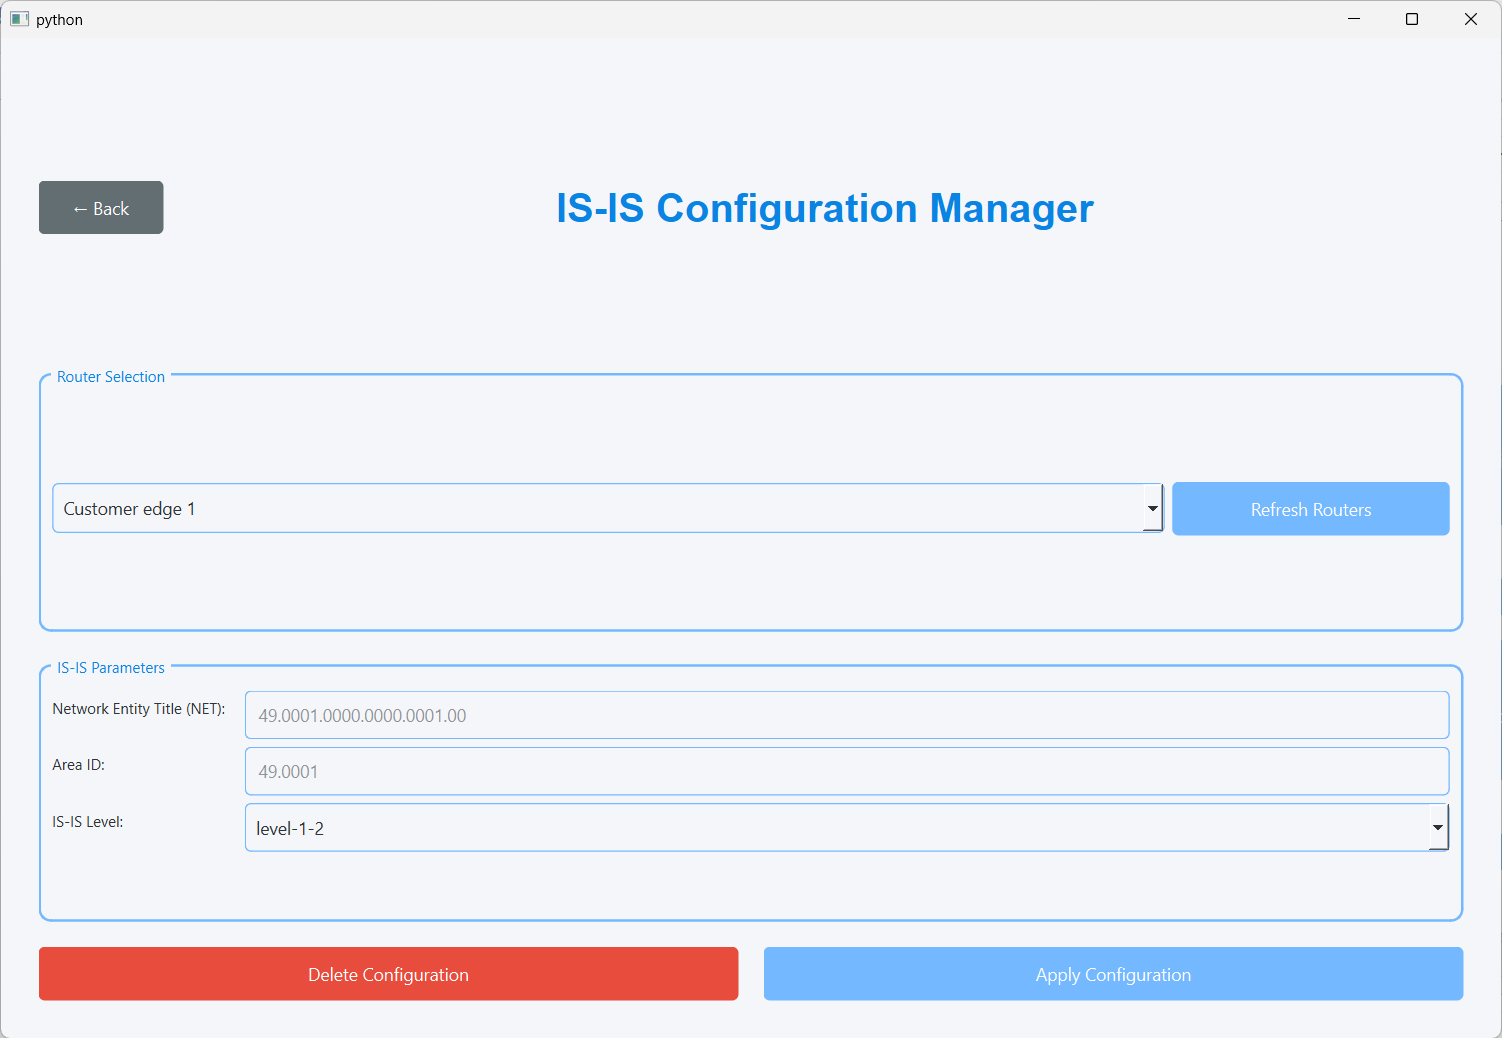 python
← Back
IS-IS Configuration Manager
Router Selection
Customer edge 1
Refresh Routers
IS-IS Parameters
Network Entity Title (NET):
49.0001.0000.0000.0001.00
Area ID:
49.0001
IS-IS Level:
level-1-2
Delete Configuration
Apply Configuration